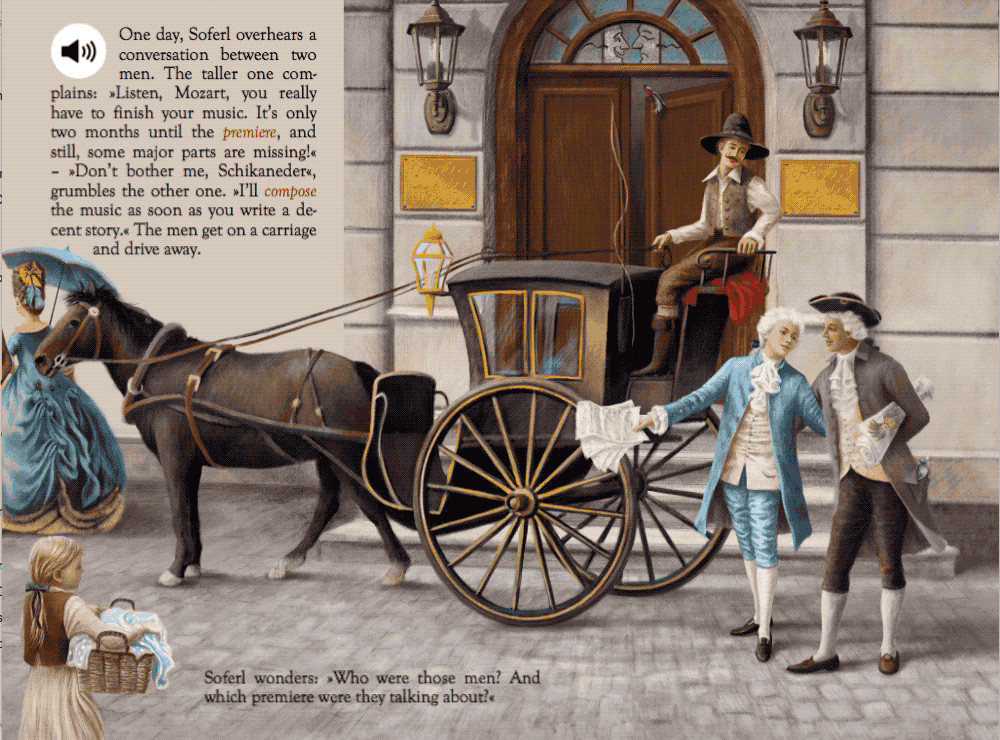 One day, Soferl overhears a
conversation between two
men. The taller one com-
plains: »Listen, Mozart, you really
have to finish your music. It's only
two months until the premiere, and
still, some major parts are missing!«
– »Don't bother me, Schikaneder«,
grumbles the other one. »I'll compose
the music as soon as you write a de-
cent story.« The men get on a carriage
and drive away.
Soferl wonders: »Who were those men? And
which premiere were they talking about?«